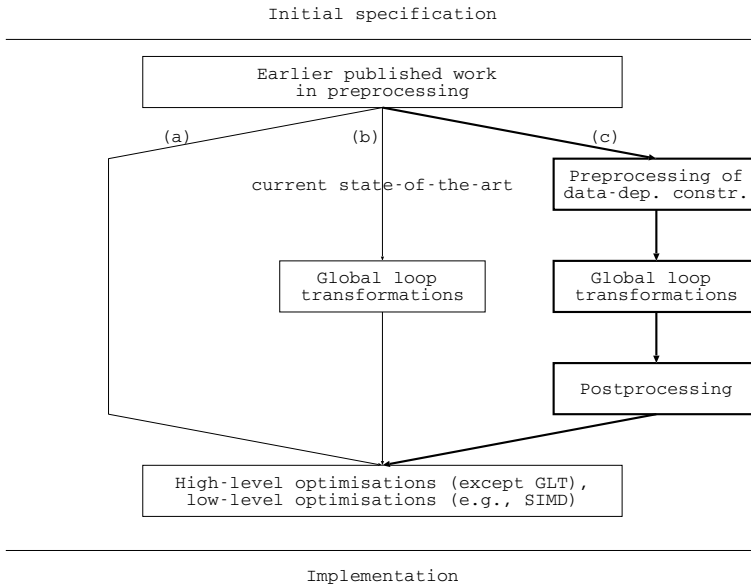 Initial specification
Earlier published work
in preprocessing
(a)
(b)
(c)
current state-of-the-art
Preprocessing of
data-dep. constr.
Global loop
transformations
Global loop
transformations
Postprocessing
High-level optimisations (except GLT),
low-level optimisations (e.g., SIMD)
Implementation